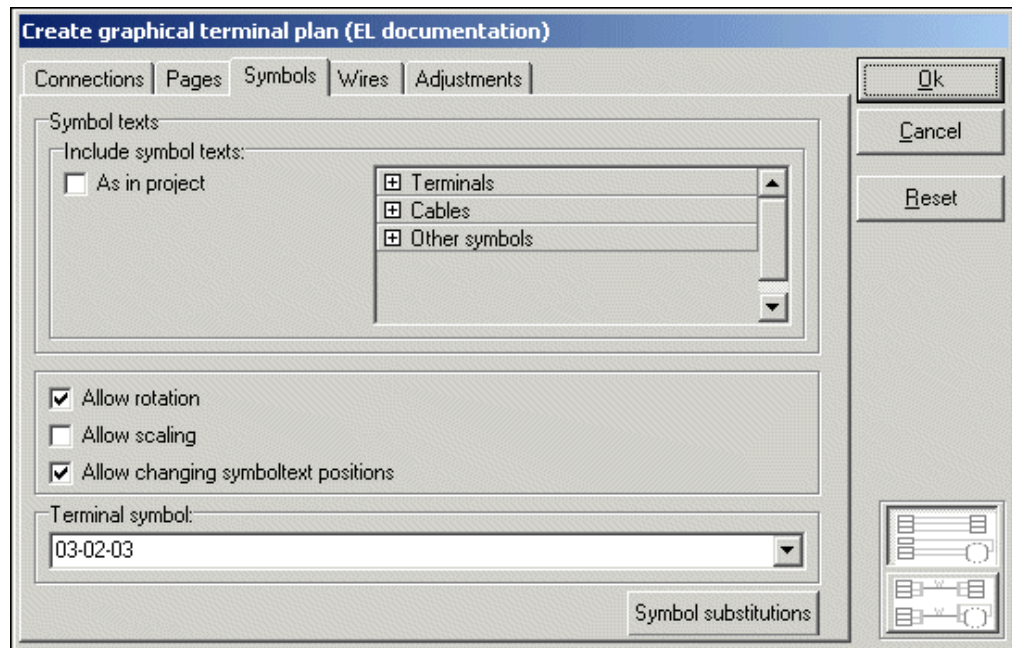 Create graphical terminal plan (EL documentation)
Connections Pages Symbols Wires Adjustments
Ok
Cancel
Reset
Symbol texts
Include symbol texts:
As in project
Terminals
Cables
Other symbols
Allow rotation
Allow scaling
Allow changing symboltext positions
Terminal symbol:
03-02-03
Symbol substitutions
W
W